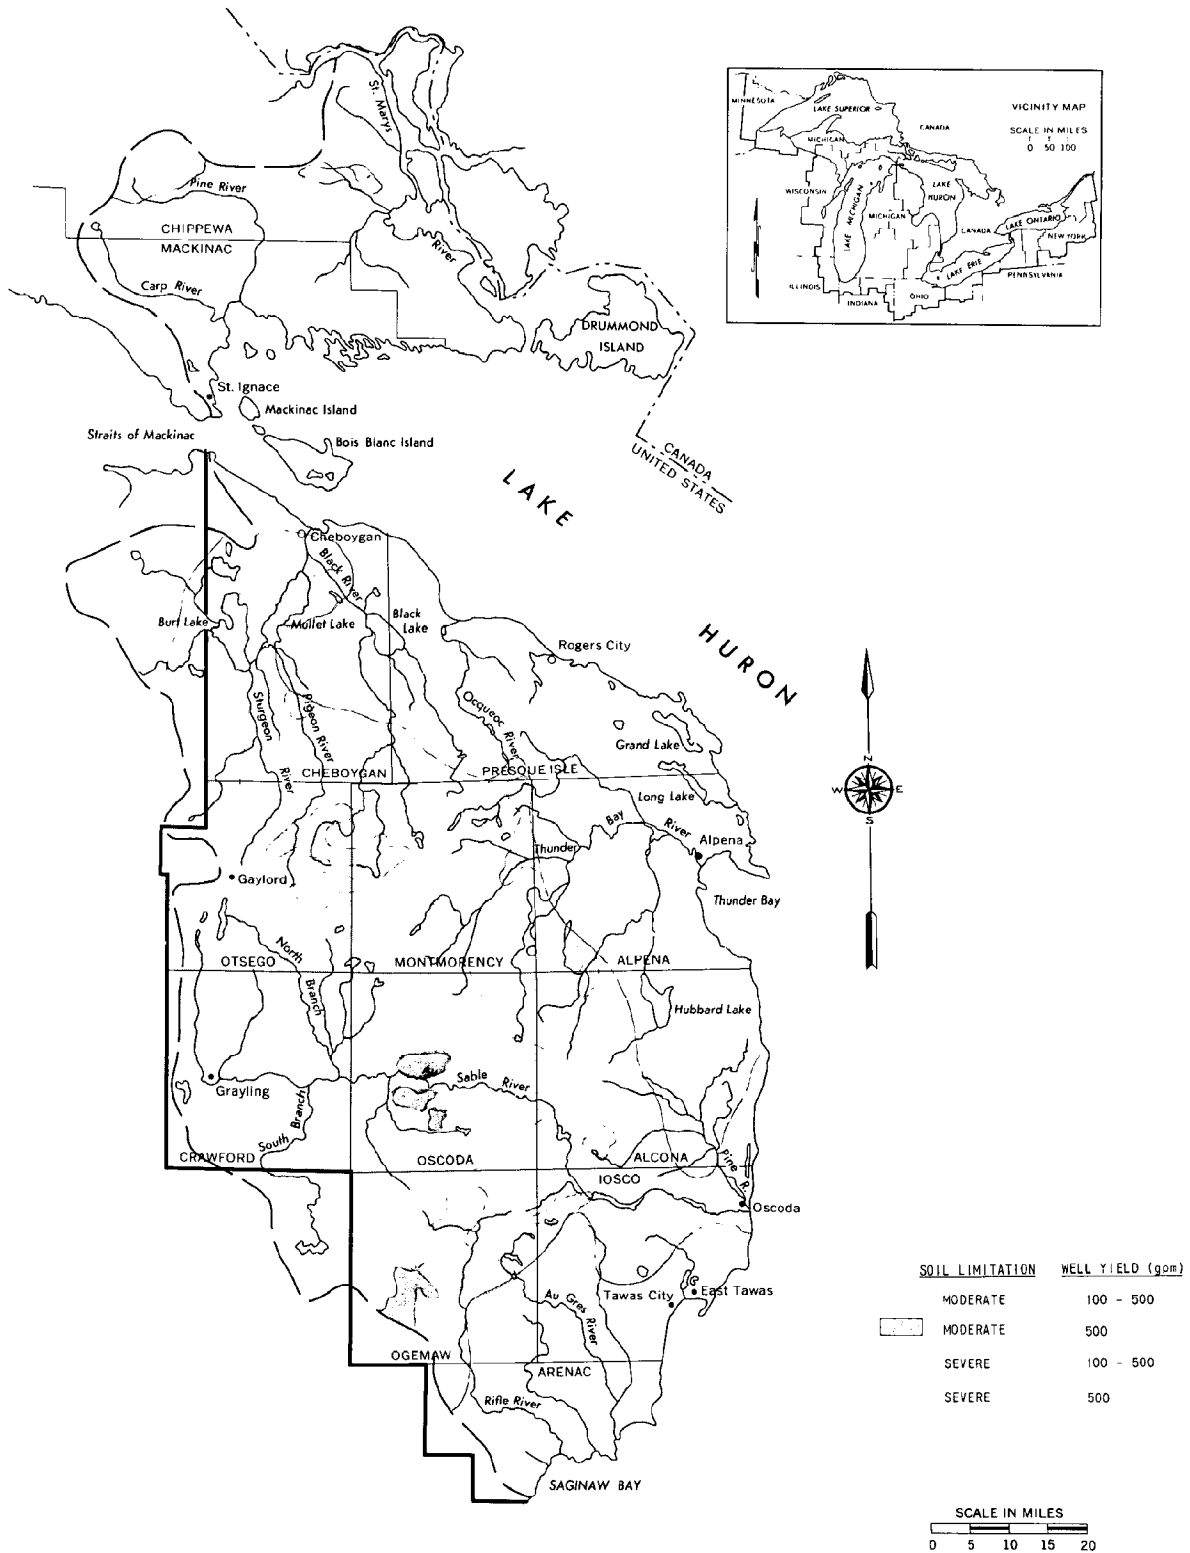 St. Marys
River
Pine River
CHIPPEWA
MACKINAC
Carp River
DRUMMOND
ISLAND
St. Ignace
Mackinac Island
Straits of Mackinac
Bois Blanc Island
CANADA
UNITED STATES
LAKE
HURON
VICINITY MAP
SCALE IN MILES
0 50 100
MINNESOTA
LAKE SUPERIOR
CANADA
MICHIGAN
WISCONSIN
LAKE MICHIGAN
MICHIGAN
LAKE
HURON
CANADA
LAKE ONTARIO
NEW YORK
LAKE ERIE
PENNSYLVANIA
ILLINOIS
INDIANA
OHIO
Cheboygan
Black River
Burt Lake
Mullet Lake
Black
Lake
Rogers City
Sturgeon
River
Pigeon River
Ocqueoc River
Grand Lake
CHEBOYGAN
PRESQUE ISLE
Long Lake
Thunder Bay River
Alpena
Thunder Bay
Gaylord
North
Branch
OTSEGO
MONTMORENCY
ALPENA
Hubbard Lake
Grayling
Sable River
South Branch
CRAWFORD
OSCODA
ALCONA
IOSCO
Pine R.
Oscoda
Tawas City
East Tawas
Au Gres River
OGEMAW
ARENAC
Rifle River
SAGINAW BAY
N
W E
S
SOIL LIMITATION WELL YIELD (gpm)
MODERATE 100 - 500
MODERATE 500
SEVERE 100 - 500
SEVERE 500
SCALE IN MILES
0 5 10 15 20